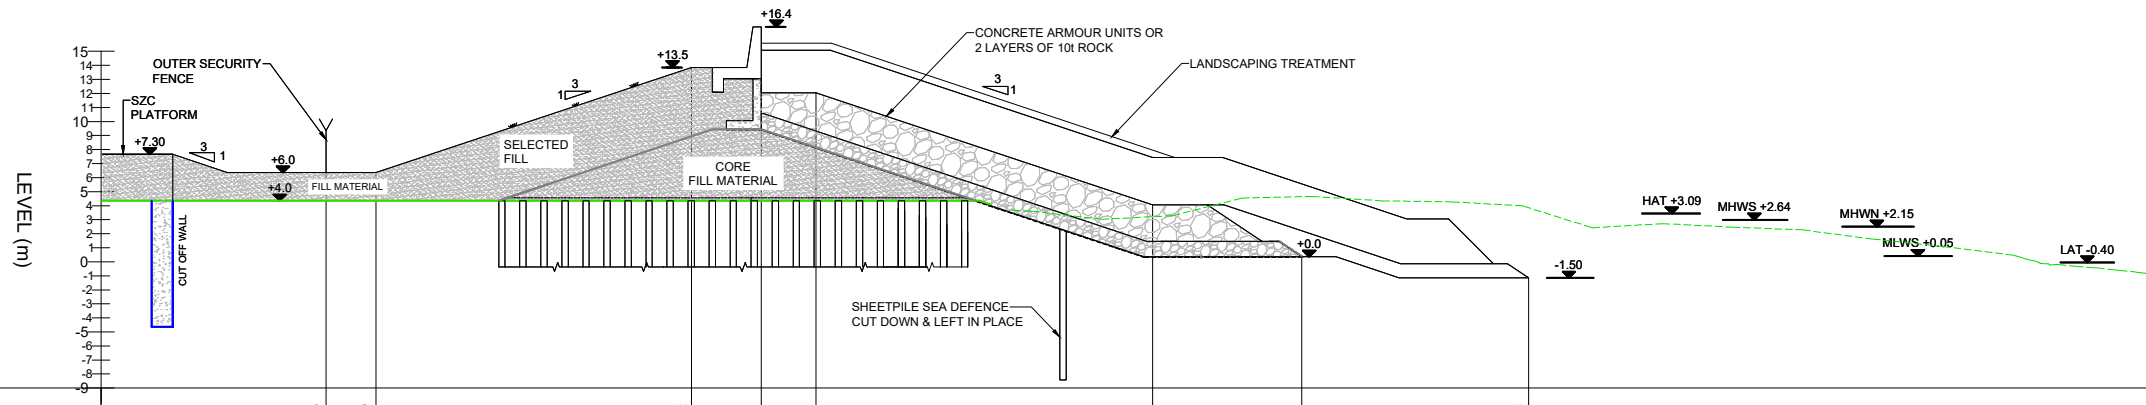 +16.4
CONCRETE ARMOUR UNITS OR
2 LAYERS OF 10t ROCK
+13.5
OUTER SECURITY
FENCE
LANDSCAPING TREATMENT
SZC
PLATFORM
3
1
3
1
3
1
+7.30
+6.0
+4.0
SELECTED
FILL
CORE
FILL MATERIAL
FILL MATERIAL
CUT OFF WALL
LEVEL (m)
15
14
13
12
11
10
9
8
7
6
5
4
3
2
1
0
-1
-2
-3
-4
-5
-6
-7
-8
-9
SHEETPILE SEA DEFENCE
CUT DOWN & LEFT IN PLACE
+0.0
-1.50
HAT +3.09
MHWS +2.64
MHWN +2.15
MLWS +0.05
LAT -0.40